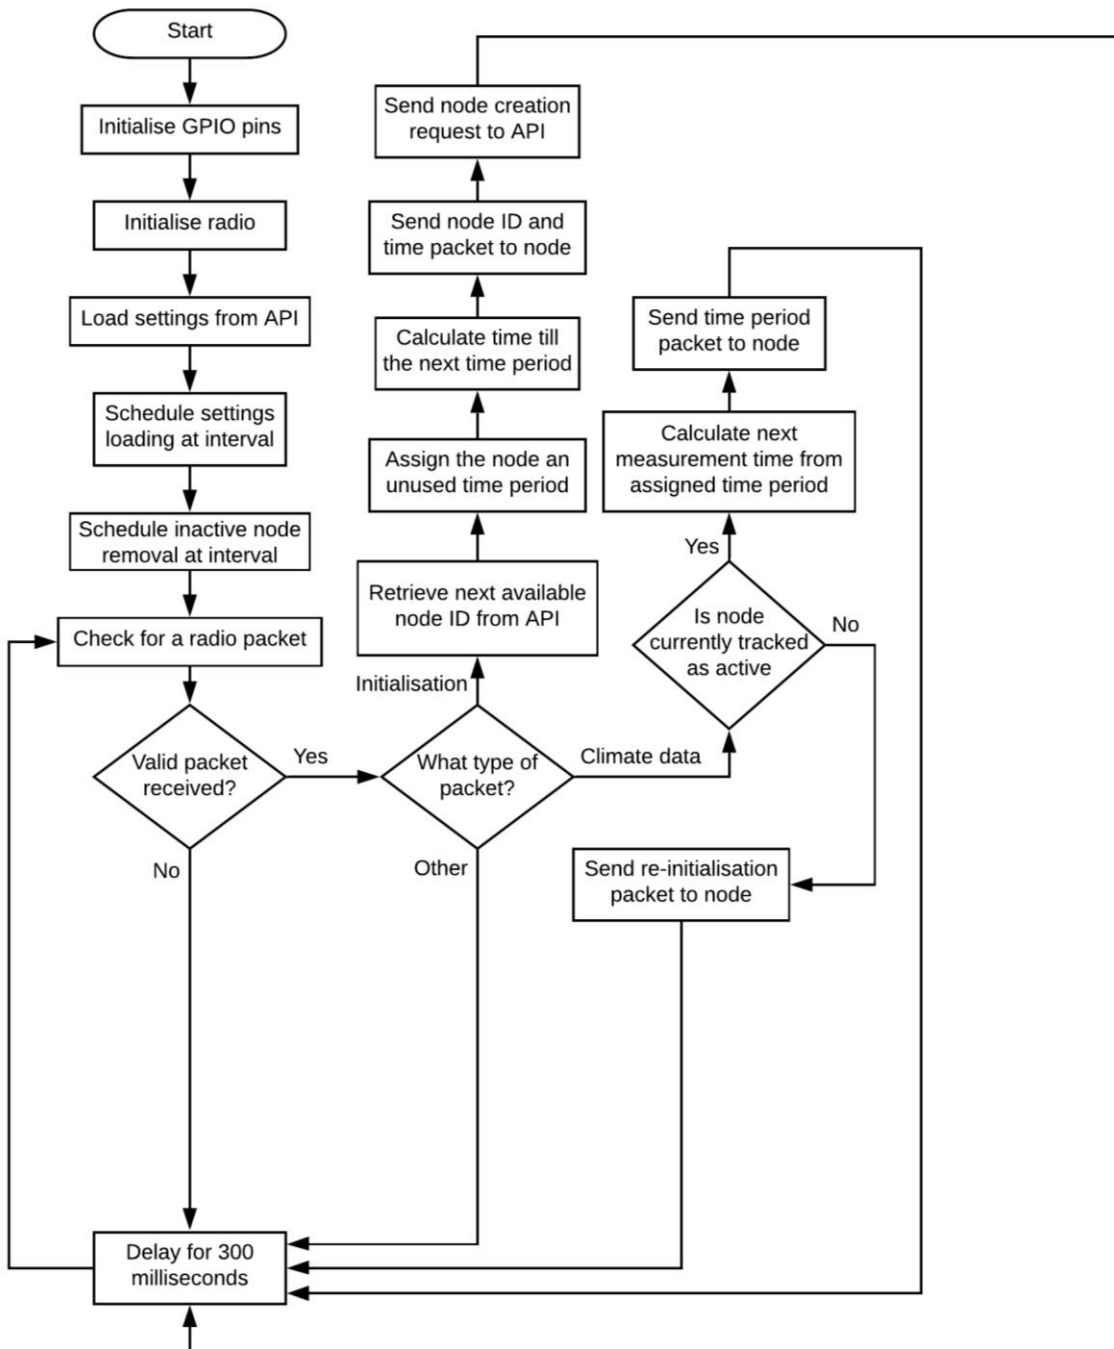 Start
Initialise GPIO pins
Initialise radio
Load settings from API
Schedule settings
loading at interval
Schedule inactive node
removal at interval
Check for a radio packet
Valid packet
received?
Yes
No
Delay for 300
milliseconds
What type of
packet?
Initialisation
Climate data
Other
Retrieve next available
node ID from API
Assign the node an
unused time period
Calculate time till
the next time period
Send node ID and
time packet to node
Send node creation
request to API
Is node
currently tracked
as active
Yes
No
Calculate next
measurement time from
assigned time period
Send time period
packet to node
Send re-initialisation
packet to node